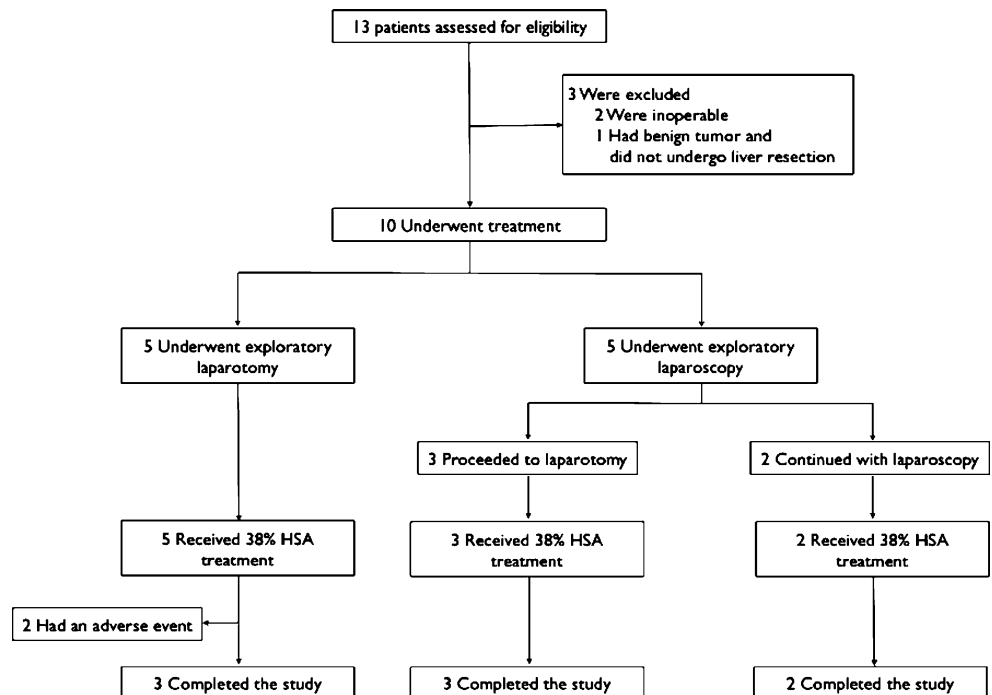 13 patients assessed for eligibility
3 Were excluded
2 Were inoperable
1 Had benign tumor and
did not undergo liver resection
10 Underwent treatment
5 Underwent exploratory
laparotomy
5 Underwent exploratory
laparoscopy
3 Proceeded to laparotomy
2 Continued with laparoscopy
5 Received 38% HSA
treatment
3 Received 38% HSA
treatment
2 Received 38% HSA
treatment
2 Had an adverse event
3 Completed the study
3 Completed the study
2 Completed the study